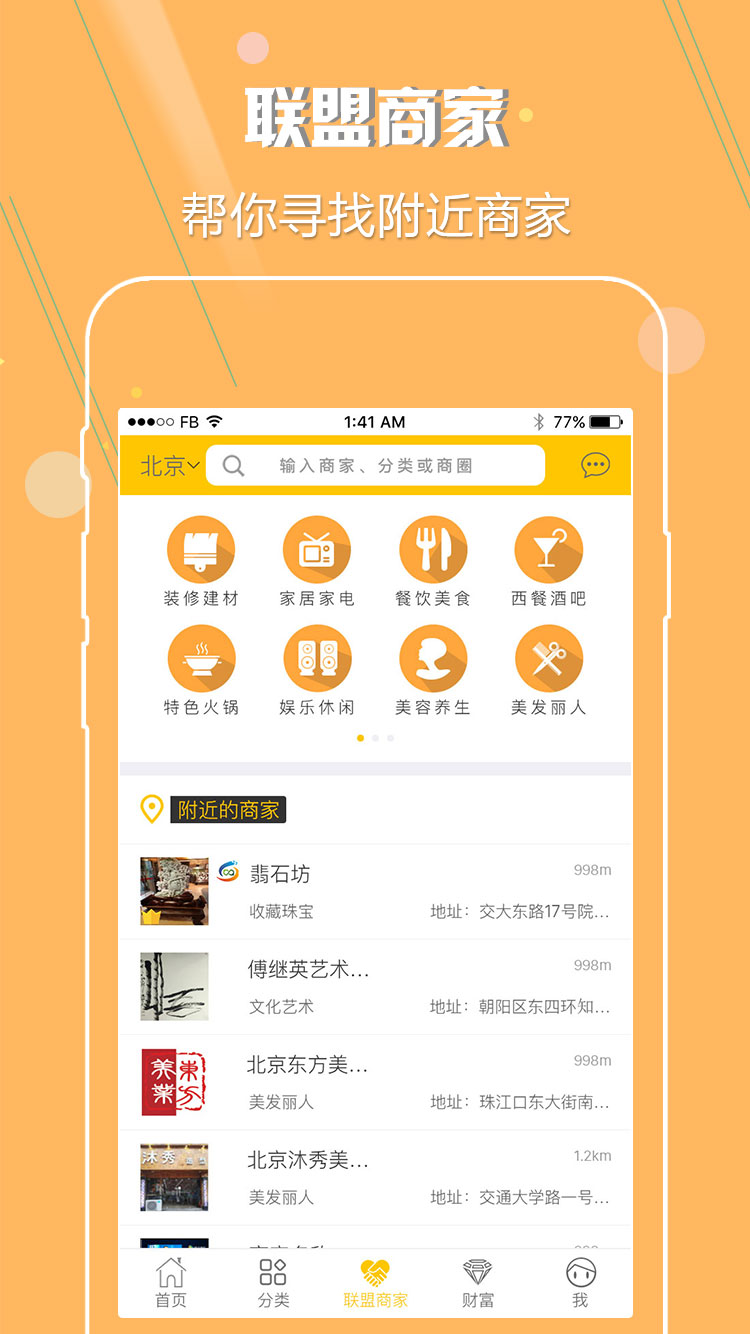 联盟商家
帮你寻找附近商家
FB 1:41 AM 77%
北京 输入商家、分类或商圈
装修建材 家居家电 餐饮美食 西餐酒吧
特色火锅 娱乐休闲 美容养生 美发丽人
附近的商家
翡石坊 998m
收藏珠宝 地址：交大东路17号院...
傅继英艺术... 998m
文化艺术 地址：朝阳区东四环知...
美業 東方
北京东方美... 998m
美发丽人 地址：珠江口东大街南...
沐秀
北京沐秀美... 1.2km
美发丽人 地址：交通大学路一号...
首页 分类 联盟商家 财富 我